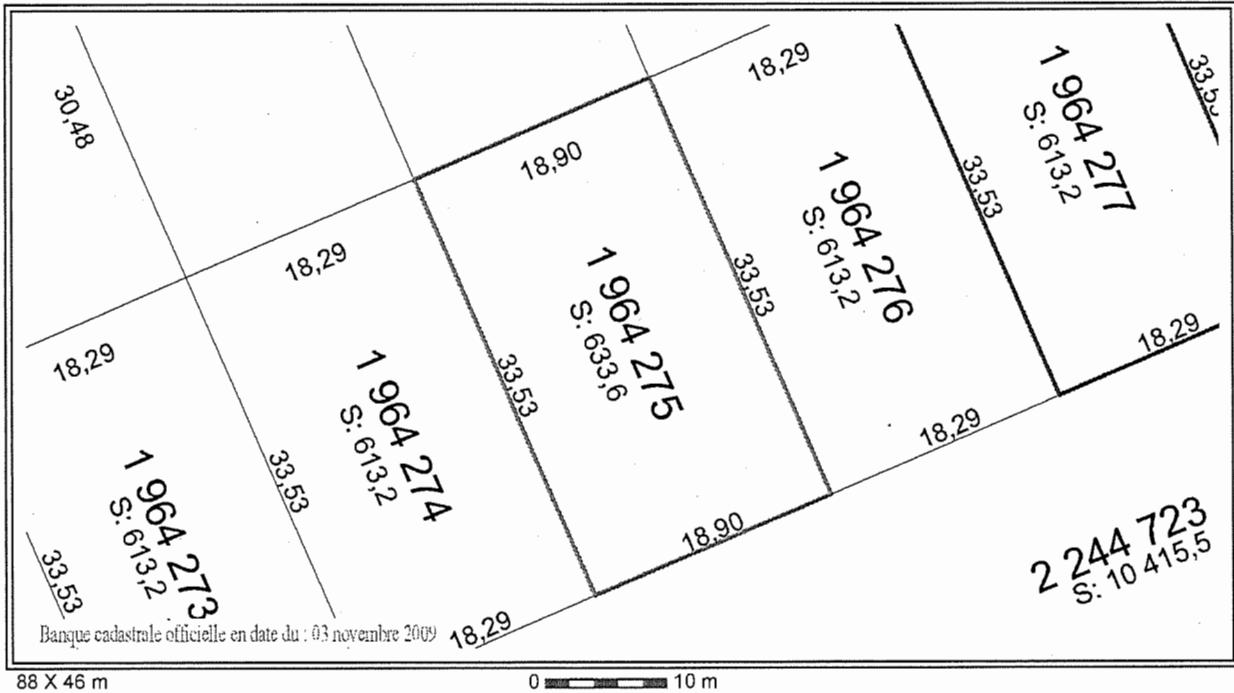 30,48
18,29
33,53
1 964 277
S: 613,2
18,90
33,53
1 964 276
S: 613,2
18,29
33,53
1 964 275
S: 633,6
18,29
18,29
1 964 274
S: 613,2
33,53
18,29
33,53
1 964 273
S: 613,2
18,90
2 244 723
S: 10 415,5
33,53
18,29
Banque cadastrale officielle en date du : 03 novembre 2009
88 X 46 m
0
10 m